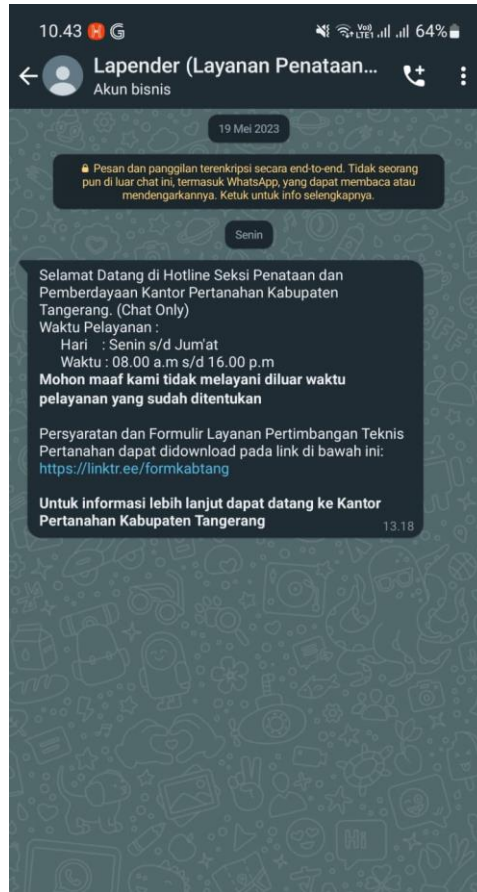 10.43
64%
Lapender (Layanan Penataan...
Akun bisnis
19 Mei 2023
Pesan dan panggilan terenkripsi secara end-to-end. Tidak seorang
pun di luar chat ini, termasuk WhatsApp, yang dapat membaca atau
mendengarkannya. Ketuk untuk info selengkapnya.
Senin
Selamat Datang di Hotline Seksi Penataan dan
Pemberdayaan Kantor Pertanahan Kabupaten
Tangerang. (Chat Only)
Waktu Pelayanan :
Hari : Senin s/d Jum'at
Waktu : 08.00 a.m s/d 16.00 p.m
Mohon maaf kami tidak melayani diluar waktu
pelayanan yang sudah ditentukan
Persyaratan dan Formulir Layanan Pertimbangan Teknis
Pertanahan dapat didownload pada link di bawah ini:
https://linktr.ee/formkabtang
Untuk informasi lebih lanjut dapat datang ke Kantor
Pertanahan Kabupaten Tangerang
13.18